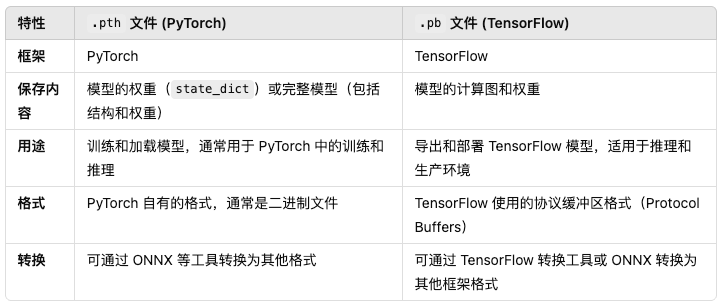 特性 .pth 文件 (PyTorch) .pb 文件 (TensorFlow)
框架 PyTorch TensorFlow
保存内容 模型的权重（state_dict）或完整模型（包括结构和权重） 模型的计算图和权重
用途 训练和加载模型，通常用于 PyTorch 中的训练和推理 导出和部署 TensorFlow 模型，适用于推理和生产环境
格式 PyTorch 自有的格式，通常是二进制文件 TensorFlow 使用的协议缓冲区格式（Protocol Buffers）
转换 可通过 ONNX 等工具转换为其他格式 可通过 TensorFlow 转换工具或 ONNX 转换为其他框架格式